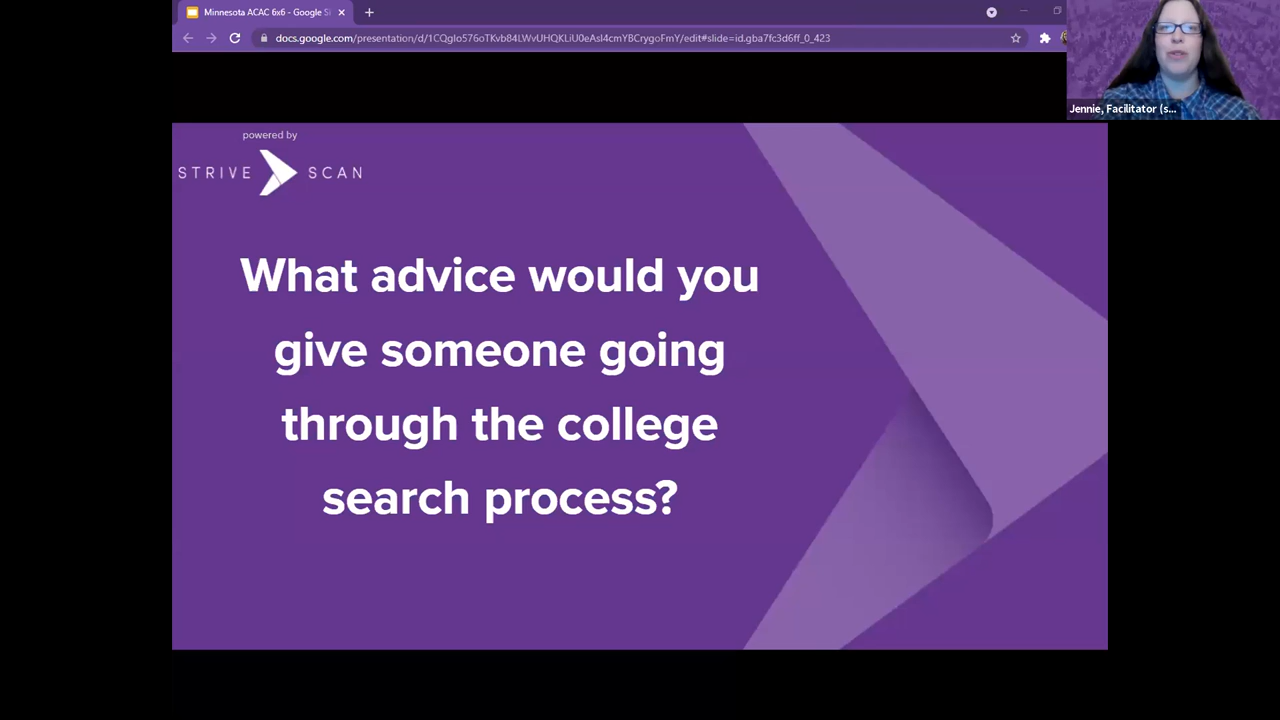 Minnesota ACAC 6x6 - Google Sl
docs.google.com/presentation/d/1CQgIo576oTKvb84LWvUHQKLiU0eAsl4cmYBCrygoFmY/edit#slide=id.gba7fc3d6ff_0_423
Jennie, Facilitator (s...
powered by
STRIVE SCAN
What advice would you
give someone going
through the college
search process?